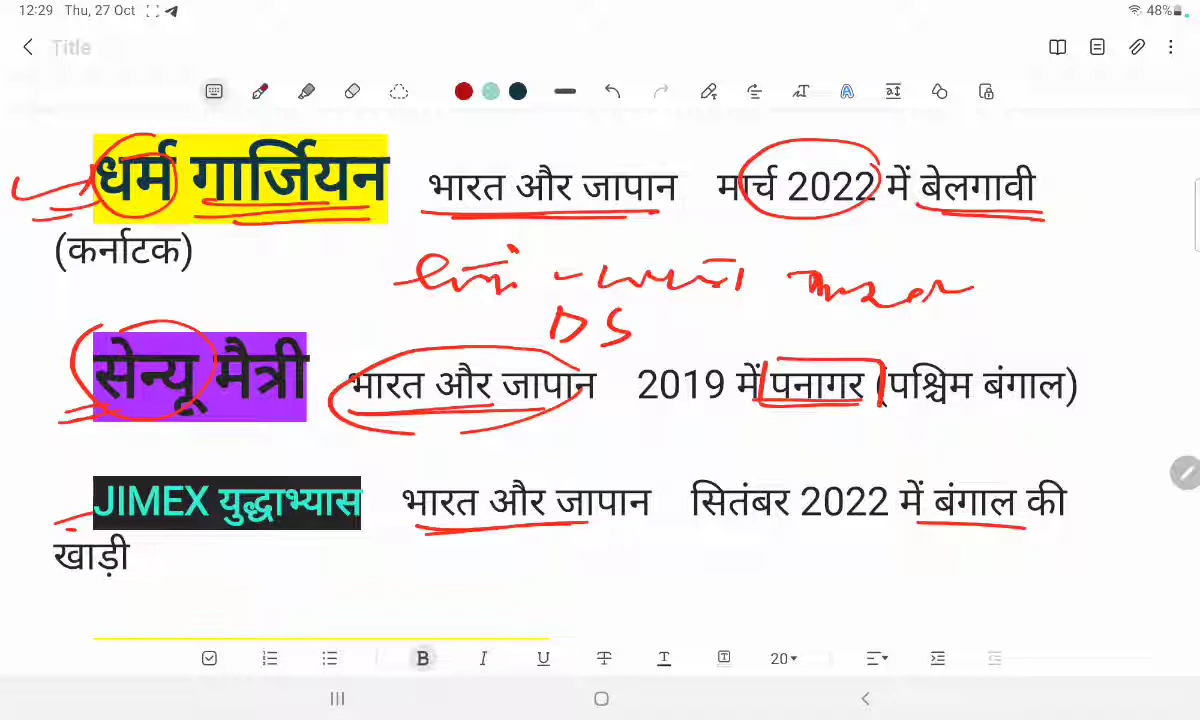 12:29 Thu, 27 Oct
48%
Title
धर्म गार्जियन भारत और जापान मार्च 2022 में बेलगावी
(कर्नाटक)
DS
सेन्यू मैत्री भारत और जापान 2019 में पनागर (पश्चिम बंगाल)
JIMEX युद्धाभ्यास भारत और जापान सितंबर 2022 में बंगाल की
खाड़ी
B I U T T T 20